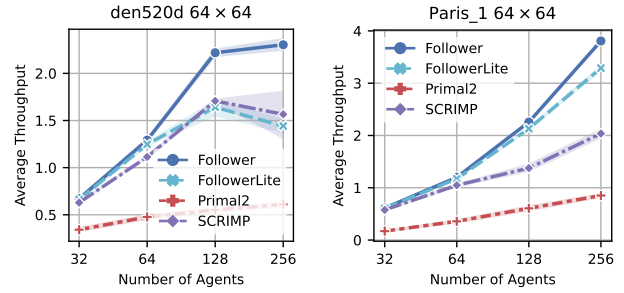 den520d 64 × 64
Average Throughput
2.0
1.5
1.0
0.5
32
64
128
256
Number of Agents
Follower
FollowerLite
Primal2
SCRIMP
Paris_1 64 × 64
Average Throughput
4
3
2
1
0
32
64
128
256
Number of Agents
Follower
FollowerLite
Primal2
SCRIMP